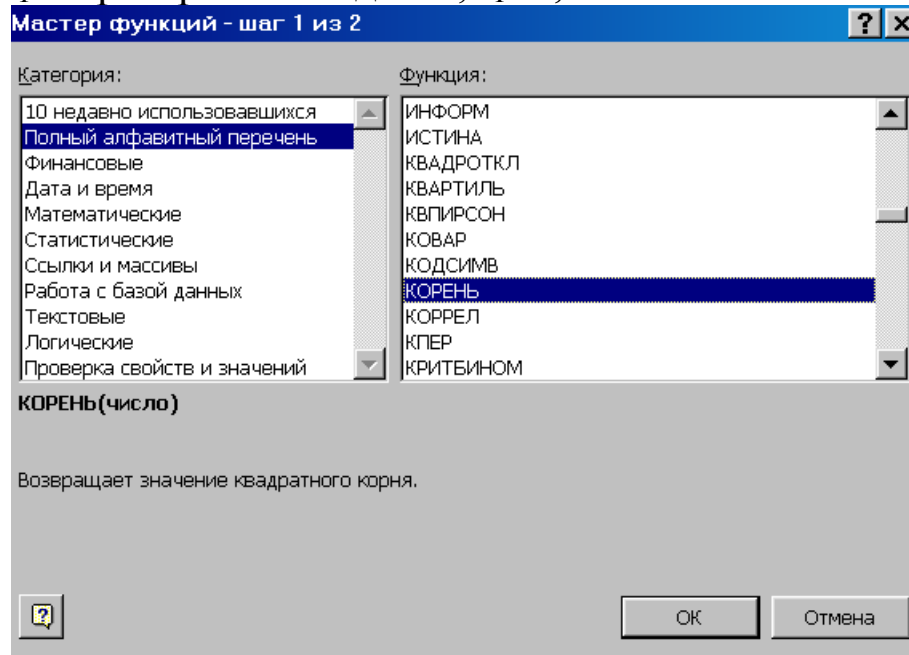 Мастер функций - шаг 1 из 2
Категория:
10 недавно использовавшихся
Полный алфавитный перечень
Финансовые
Дата и время
Математические
Статистические
Ссылки и массивы
Работа с базой данных
Текстовые
Логические
Проверка свойств и значений
Функция:
ИНФОРМ
ИСТИНА
КВАДРОТКЛ
КВАРТИЛЬ
КВПИРСОН
КОВАР
КОДСИМВ
КОРЕНЬ
КОРРЕЛ
КПЕР
КРИТБИНОМ
КОРЕНЬ(число)
Возвращает значение квадратного корня.
ОК
Отмена